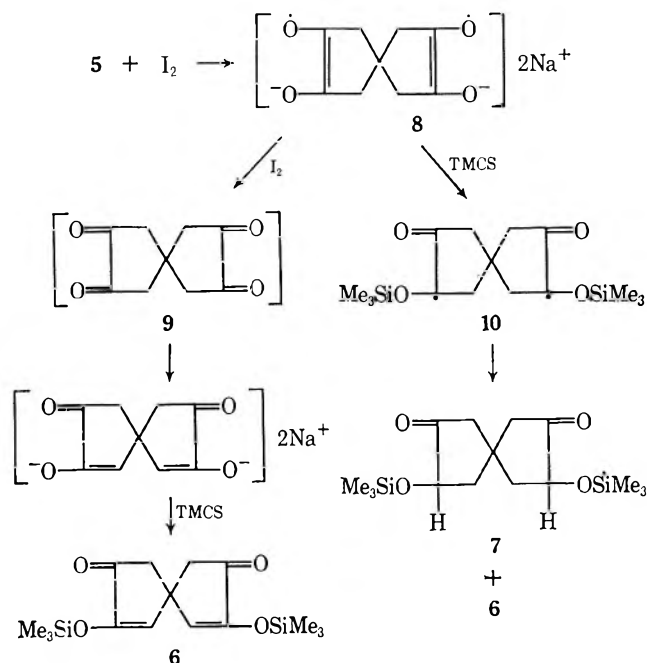 Ȯ Ȯ
5 + I₂ → [ ] 2Na⁺
⁻O O⁻
8
I₂ TMCS
O O O O
O O Me₃SiO OSiMe₃
9 10
O O
[ ] 2Na⁺
⁻O O⁻
O O
Me₃SiO OSiMe₃
H H
TMCS
7
+
O O
6
Me₃SiO OSiMe₃
6